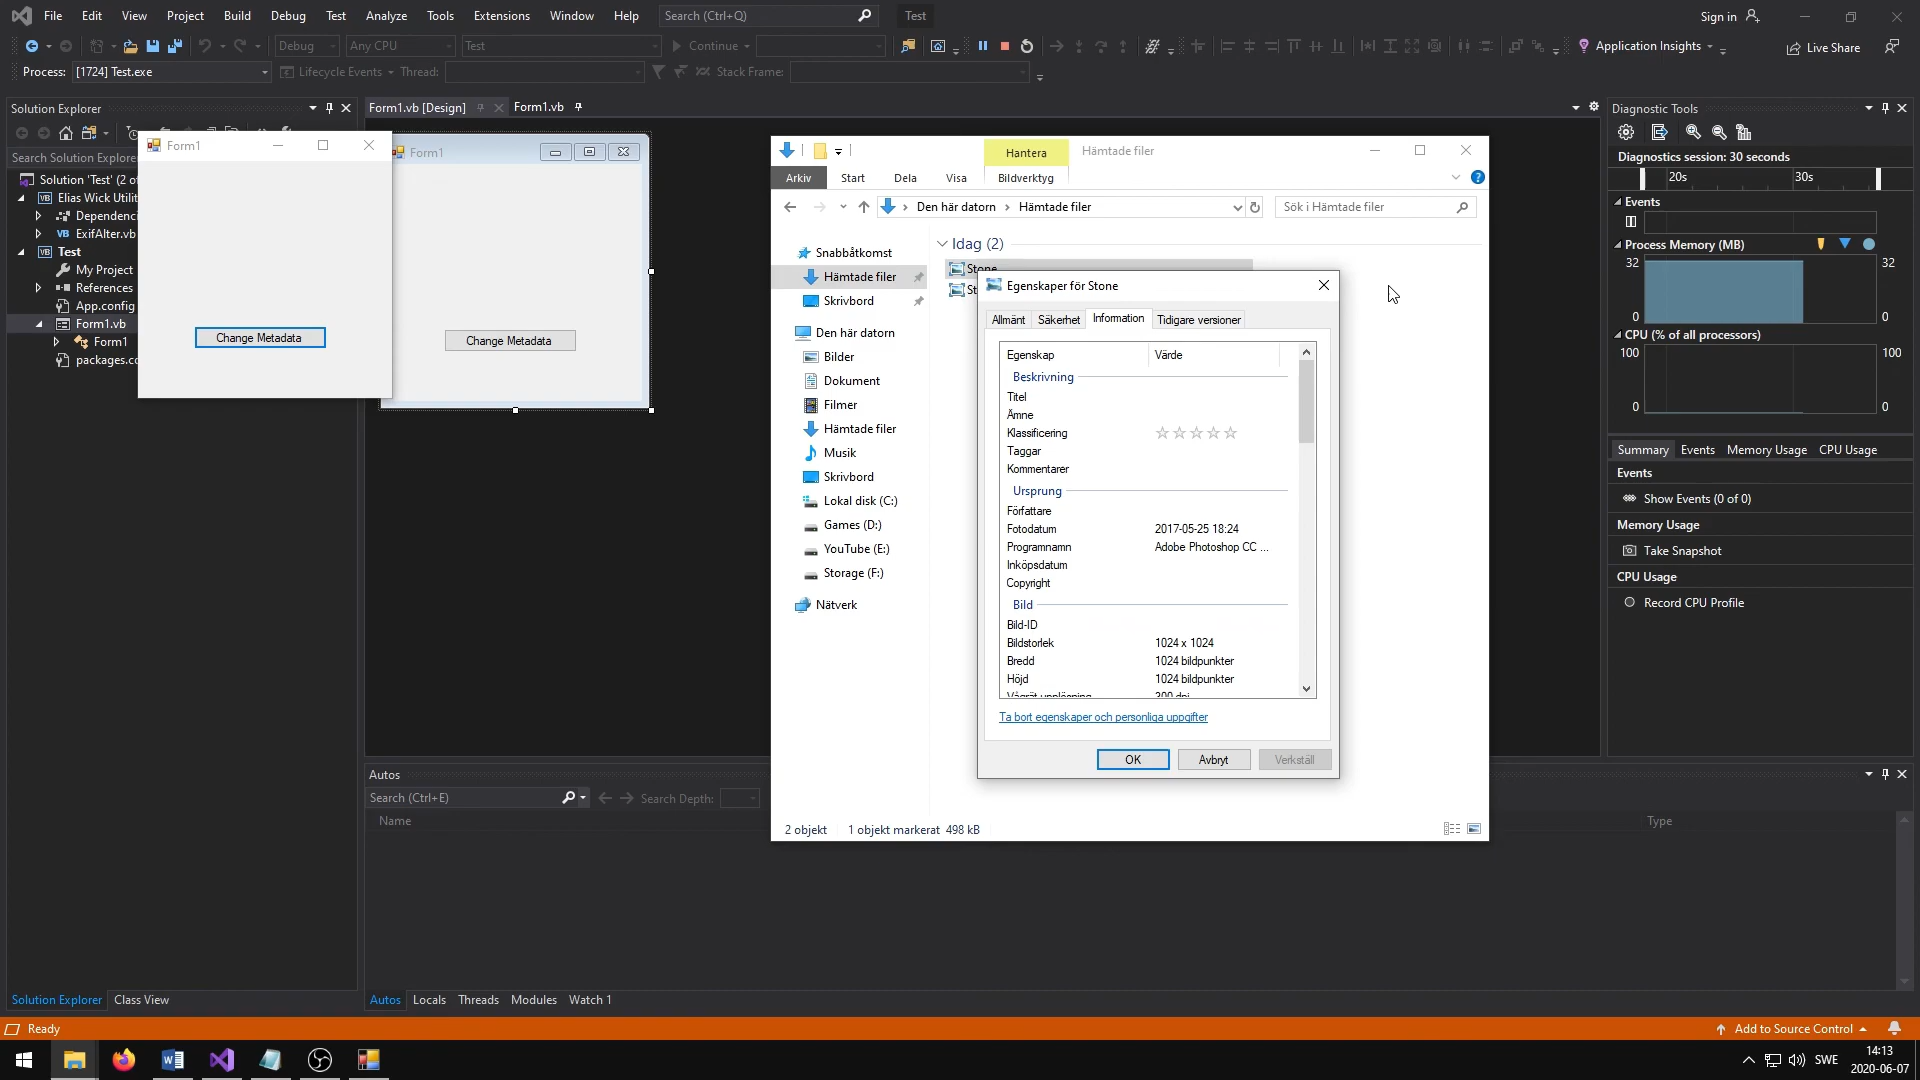 File Edit View Project Build Debug Test Analyze Tools Extensions Window Help Search (Ctrl+Q) Test Sign in
Debug Any CPU Test Continue Application Insights Live Share
Process: [1724] Test.exe Lifecycle Events Thread: Stack Frame:
Solution Explorer
Search Solution Explorer
Solution 'Test' (2 of
Elias Wick Utilit
Dependenci
ExifAlter.vb
Test
My Project
References
App.config
Form1.vb
Form1
packages.co
Form1
Change Metadata
Form1.vb [Design] Form1.vb
Form1
Change Metadata
Hantera Hämtade filer
Arkiv Start Dela Visa Bildverktyg
Den här datorn Hämtade filer Sök i Hämtade filer
Snabbåtkomst
Hämtade filer
Skrivbord
Den här datorn
Bilder
Dokument
Filmer
Hämtade filer
Musik
Skrivbord
Lokal disk (C:)
Games (D:)
YouTube (E:)
Storage (F:)
Nätverk
Idag (2)
Stone
St
2 objekt 1 objekt markerat 498 kB
Egenskaper för Stone
Allmänt Säkerhet Information Tidigare versioner
Egenskap Värde
Beskrivning
Titel
Ämne
Klassificering
Taggar
Kommentarer
Ursprung
Författare
Fotodatum 2017-05-25 18:24
Programnamn Adobe Photoshop CC ...
Inköpsdatum
Copyright
Bild
Bild-ID
Bildstorlek 1024 x 1024
Bredd 1024 bildpunkter
Höjd 1024 bildpunkter
Vågrät upplösning 300 dpi
Ta bort egenskaper och personliga uppgifter
OK Avbryt Verkställ
Diagnostic Tools
Diagnostics session: 30 seconds
20s 30s
Events
Process Memory (MB)
32 32
0 0
CPU (% of all processors)
100 100
0 0
Summary Events Memory Usage CPU Usage
Events
Show Events (0 of 0)
Memory Usage
Take Snapshot
CPU Usage
Record CPU Profile
Autos
Search (Ctrl+E) Search Depth:
Name Type
Solution Explorer Class View
Autos Locals Threads Modules Watch 1
Ready Add to Source Control
SWE
14:13
2020-06-07